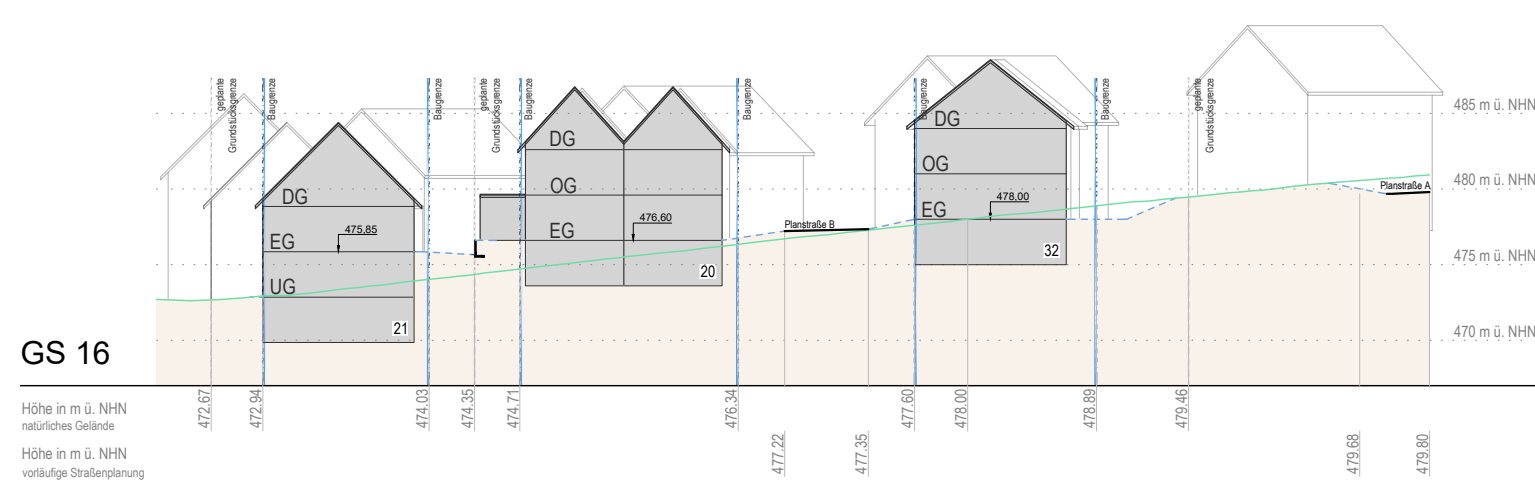 geplante
Grundstücksgrenze
Baugrenze
Baugrenze
geplante
Grundstücksgrenze
Baugrenze
Baugrenze
Baugrenze
Baugrenze
geplante
Grundstücksgrenze
485 m ü. NHN
480 m ü. NHN
475 m ü. NHN
470 m ü. NHN
DG
EG
475,85
UG
21
DG
OG
EG
476,60
20
Planstraße B
DG
OG
EG
478,00
32
Planstraße A
GS 16
Höhe in m ü. NHN
natürliches Gelände
472.67
472.94
474.03
474.35
474.71
476.34
477.60
478.00
478.89
479.46
Höhe in m ü. NHN
vorläufige Straßenplanung
477.22
477.35
479.68
479.80